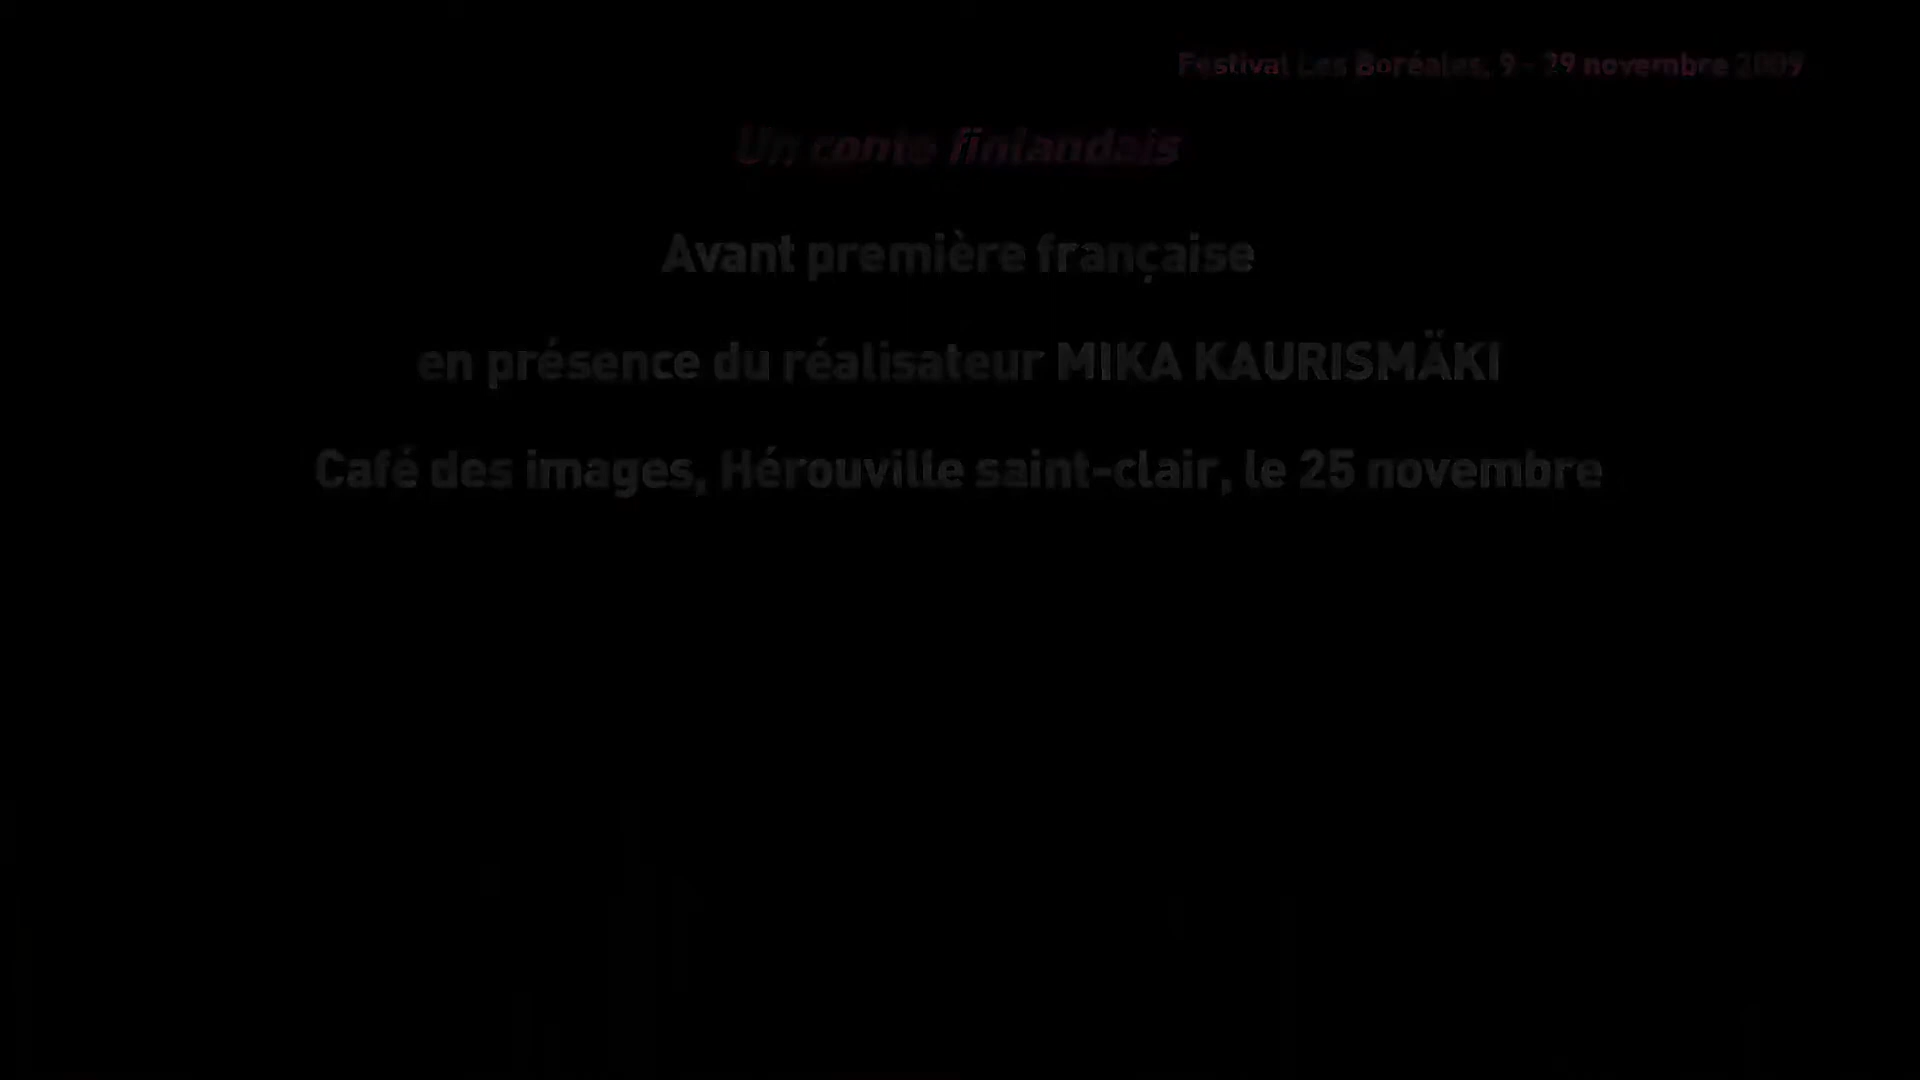 Festival Les Boréales, 9 - 29 novembre 2009
Un conte finlandais
Avant première française
en présence du réalisateur MIKA KAURISMÄKI
Café des images, Hérouville saint-clair, le 25 novembre